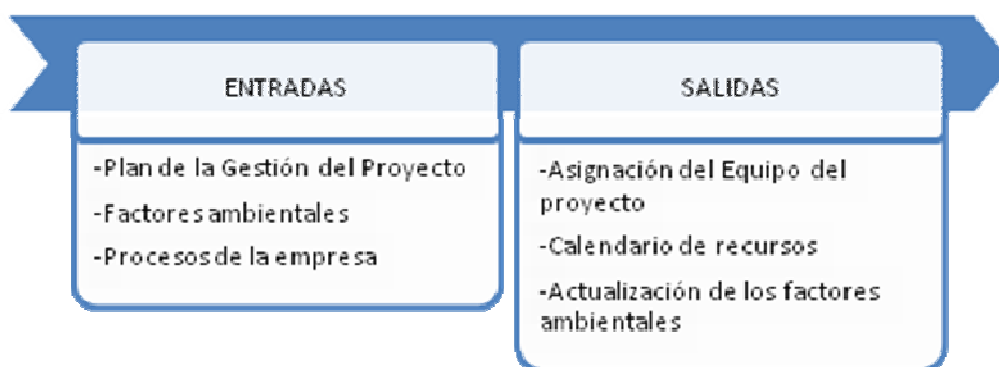 ENTRADAS
-Plan de la Gestión del Proyecto
-Factores ambientales
-Procesos de la empresa
SALIDAS
-Asignación del Equipo del
proyecto
-Calendario de recursos
-Actualización de los factores
ambientales